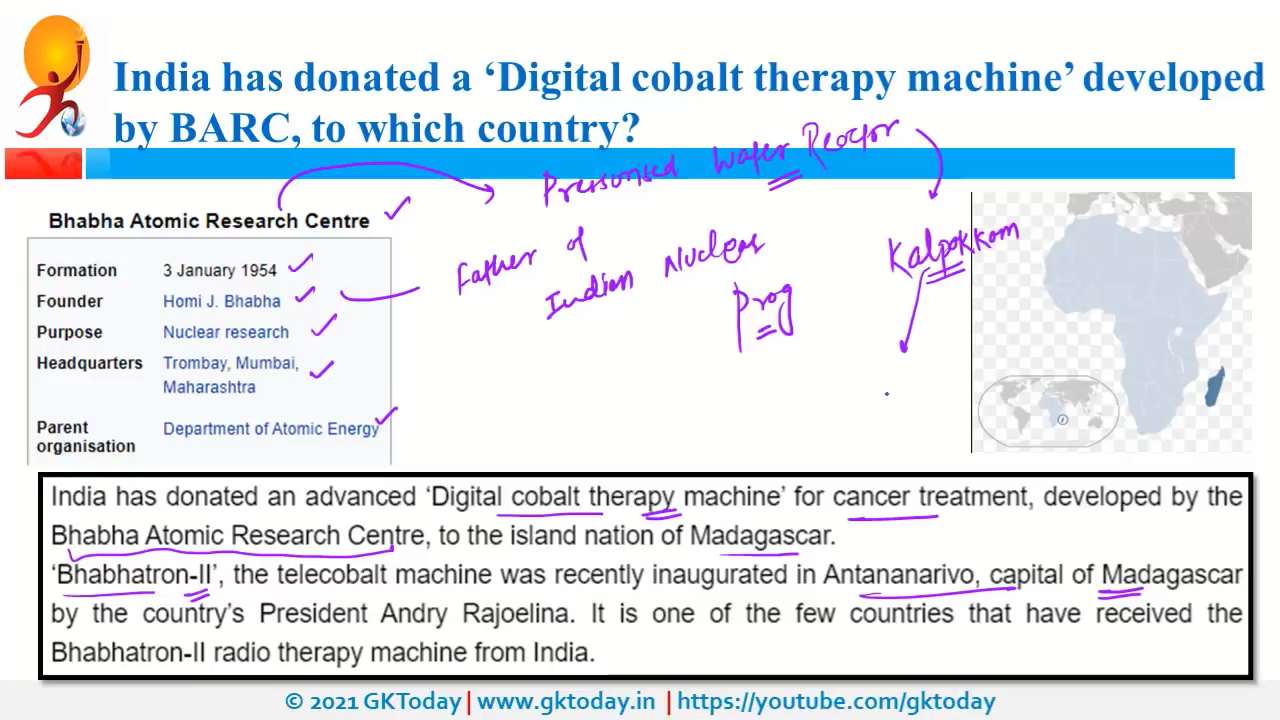 India has donated a ‘Digital cobalt therapy machine’ developed
by BARC, to which country?
Pressurised Water Reactor
Bhabha Atomic Research Centre
Formation 3 January 1954
Founder Homi J. Bhabha
Purpose Nuclear research
Headquarters Trombay, Mumbai,
Maharashtra
Parent
organisation Department of Atomic Energy
Father of
Indian Nuclear
Prog
Kalpakkam
India has donated an advanced ‘Digital cobalt therapy machine’ for cancer treatment, developed by the
Bhabha Atomic Research Centre, to the island nation of Madagascar.
‘Bhabhatron-II’, the telecobalt machine was recently inaugurated in Antananarivo, capital of Madagascar
by the country’s President Andry Rajoelina. It is one of the few countries that have received the
Bhabhatron-II radio therapy machine from India.
© 2021 GKToday | www.gktoday.in | https://youtube.com/gktoday